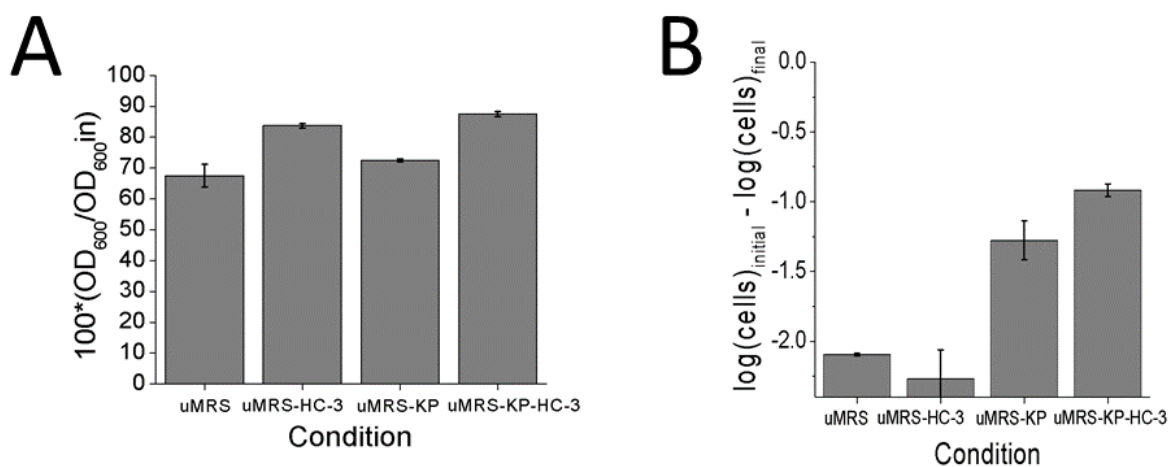 A
100*(OD600/OD600in)
100
90
80
70
60
50
40
30
20
10
0
uMRS uMRS-HC-3 uMRS-KP uMRS-KP-HC-3
Condition
B
log(cells)initial - log(cells)final
0.0
-0.5
-1.0
-1.5
-2.0
uMRS uMRS-HC-3 uMRS-KP uMRS-KP-HC-3
Condition